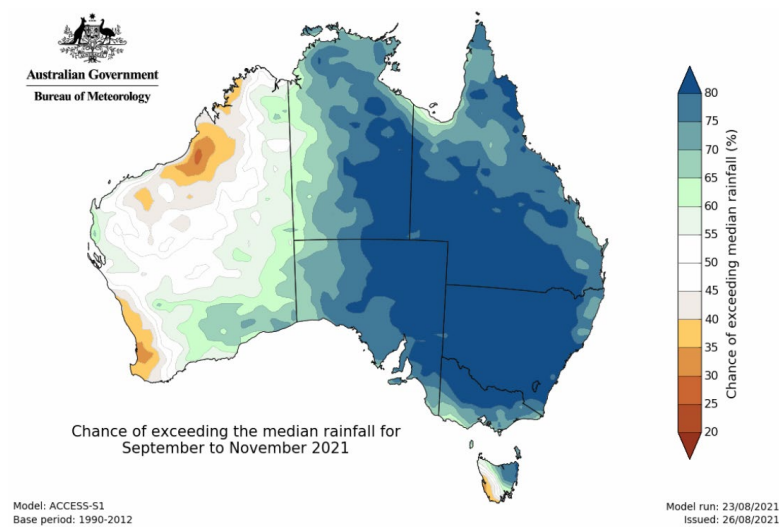 Australian Government
Bureau of Meteorology
80
75
70
65
60
55
50
45
40
35
30
25
20
Chance of exceeding median rainfall (%)
Chance of exceeding the median rainfall for
September to November 2021
Model: ACCESS-S1
Base period: 1990-2012
Model run: 23/08/2021
Issued: 26/08/2021